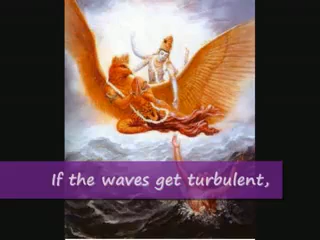 If the waves get turbulent,